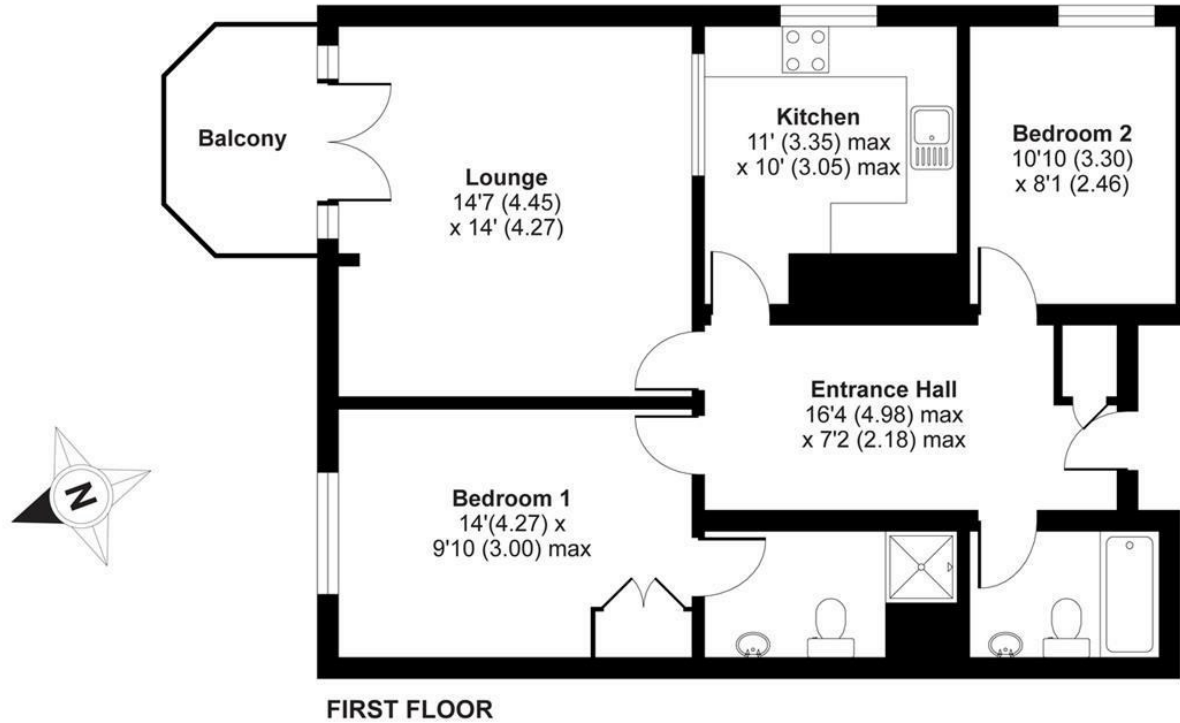 Balcony
Lounge
14'7 (4.45)
x 14' (4.27)
Kitchen
11' (3.35) max
x 10' (3.05) max
Bedroom 2
10'10 (3.30)
x 8'1 (2.46)
Entrance Hall
16'4 (4.98) max
x 7'2 (2.18) max
N
Bedroom 1
14'(4.27) x
9'10 (3.00) max
FIRST FLOOR